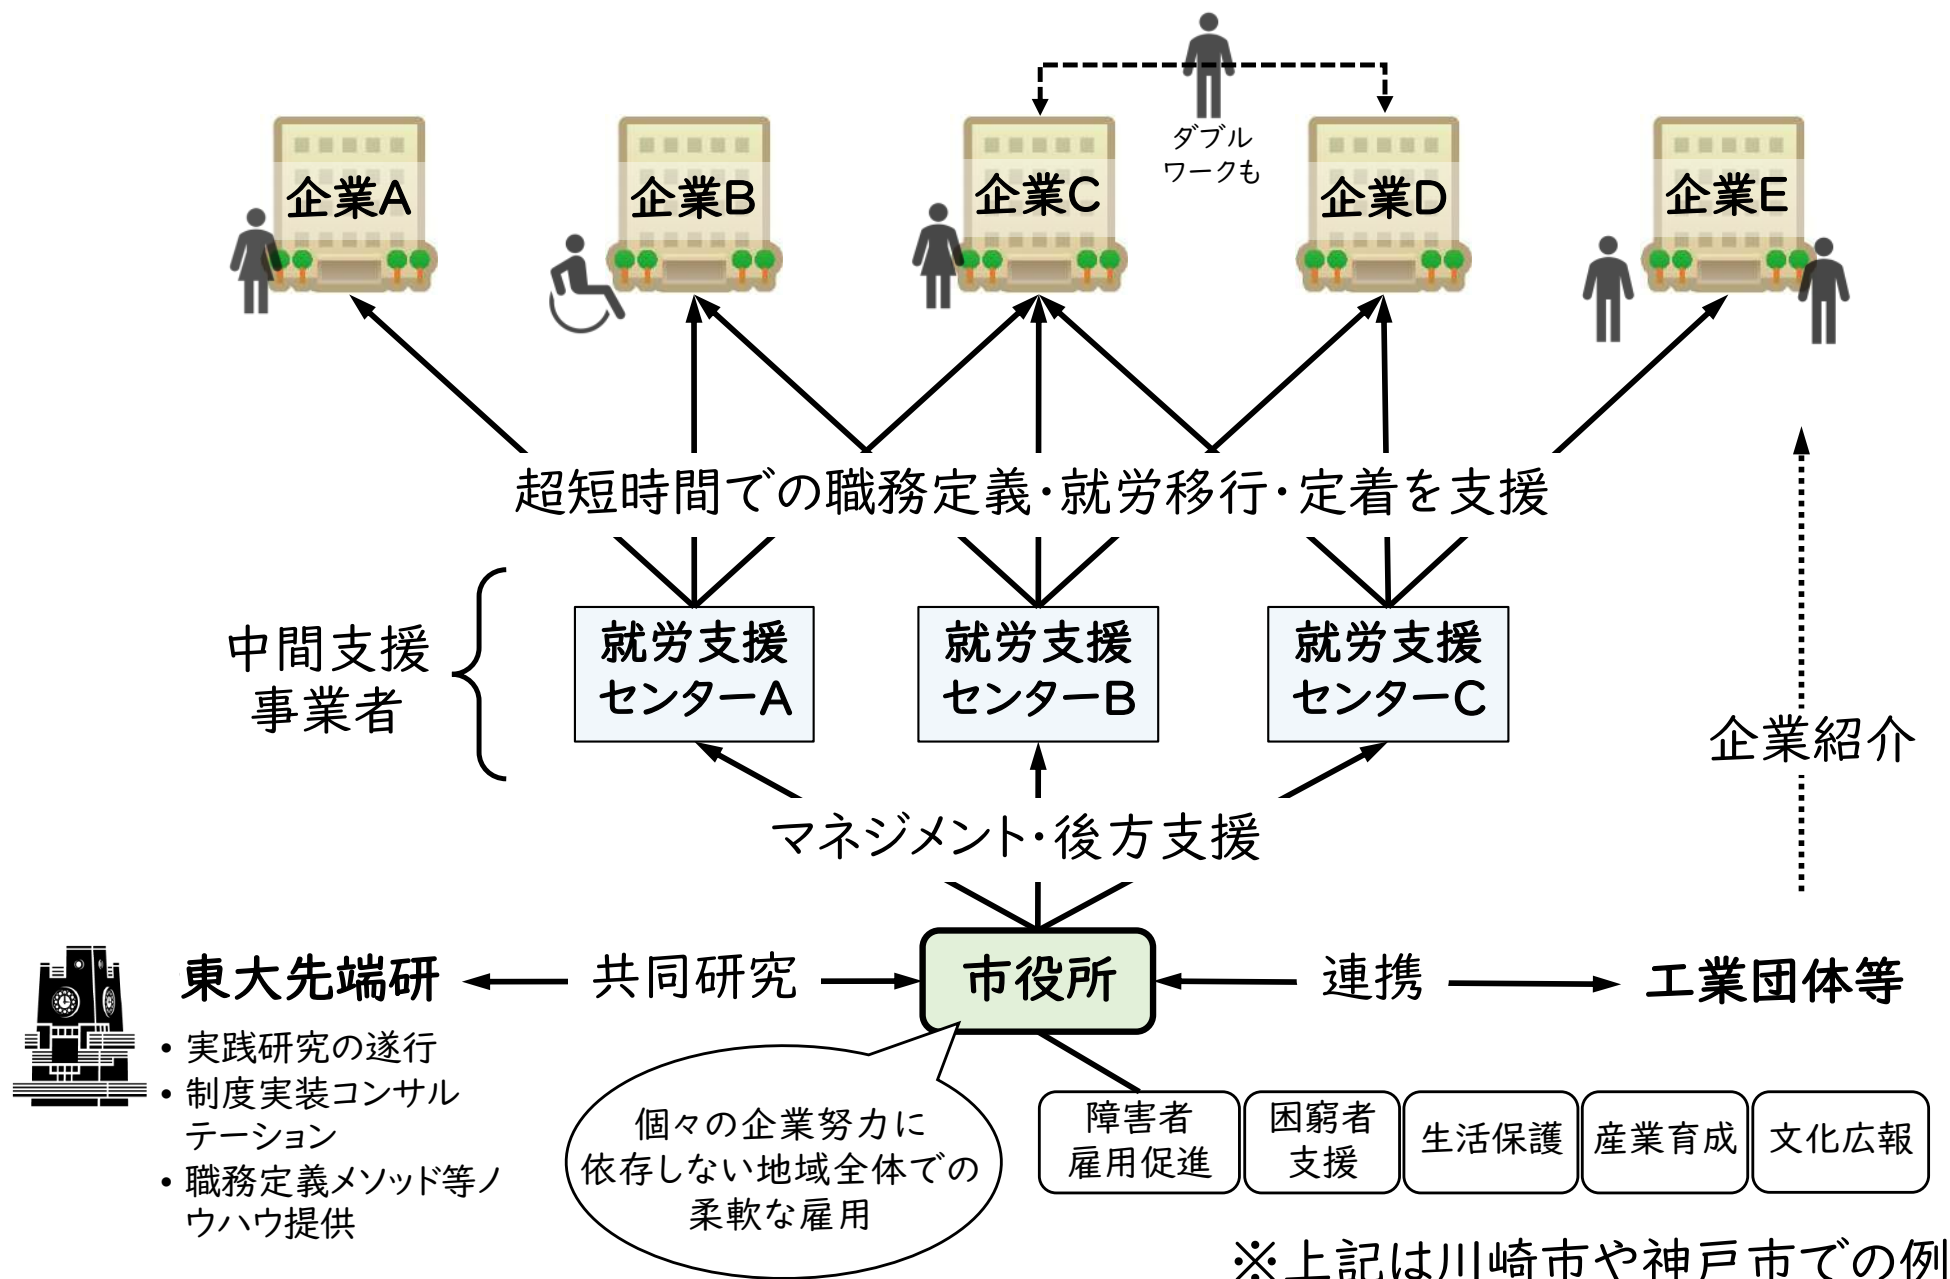 ダブル
ワークも
企業A
企業B
企業C
企業D
企業E
超短時間での職務定義・就労移行・定着を支援
中間支援
事業者
就労支援
センターA
就労支援
センターB
就労支援
センターC
企業紹介
マネジメント・後方支援
東大先端研
共同研究
市役所
連携
工業団体等
• 実践研究の遂行
• 制度実装コンサル
テーション
• 職務定義メソッド等ノ
ウハウ提供
個々の企業努力に
依存しない地域全体での
柔軟な雇用
障害者
雇用促進
困窮者
支援
生活保護
産業育成
文化広報
※上記は川崎市や神戸市での例